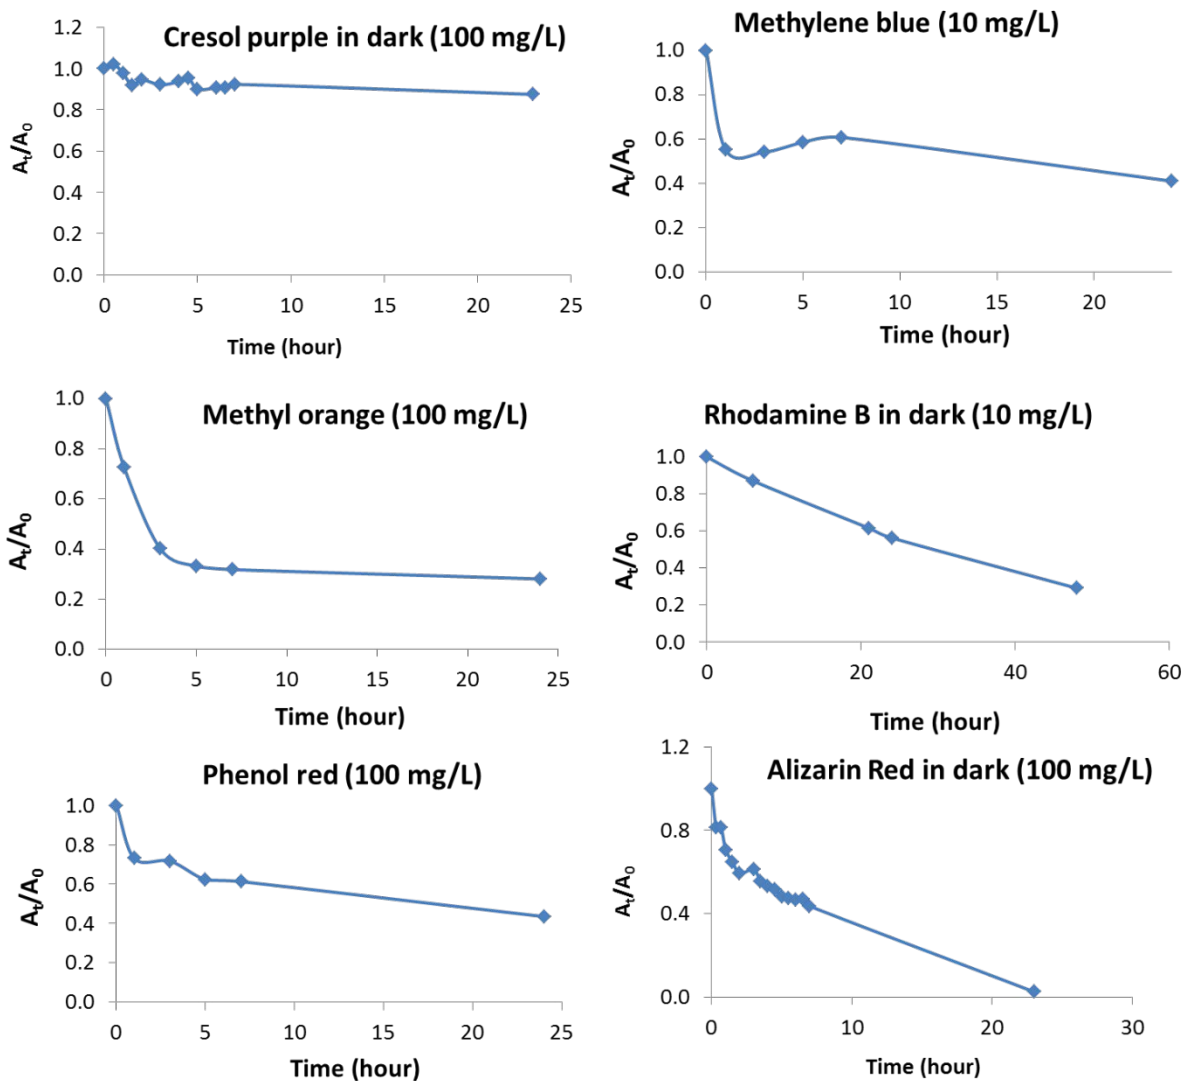 Cresol purple in dark (100 mg/L)
1.2
1.0
0.8
0.6
0.4
0.2
0.0
At/A0
0 5 10 15 20 25
Time (hour)
Methylene blue (10 mg/L)
1.0
0.8
0.6
0.4
0.2
0.0
At/A0
0 5 10 15 20
Time (hour)
Methyl orange (100 mg/L)
1.0
0.8
0.6
0.4
0.2
0.0
At/A0
0 5 10 15 20 25
Time (hour)
Rhodamine B in dark (10 mg/L)
1.0
0.8
0.6
0.4
0.2
0.0
At/A0
0 20 40 60
Time (hour)
Phenol red (100 mg/L)
1.0
0.8
0.6
0.4
0.2
0.0
At/A0
0 5 10 15 20 25
Time (hour)
Alizarin Red in dark (100 mg/L)
1.2
0.8
0.4
0.0
At/A0
0 10 20 30
Time (hour)